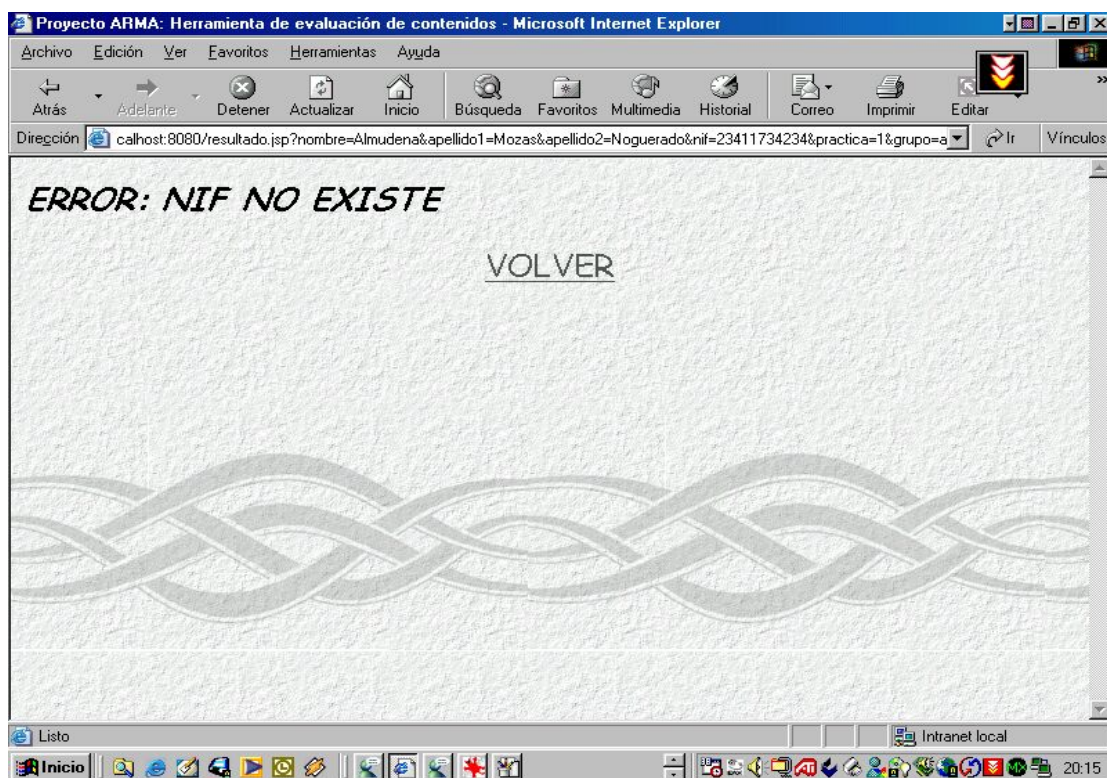 Proyecto ARMA: Herramienta de evaluación de contenidos - Microsoft Internet Explorer
Archivo Edición Ver Favoritos Herramientas Ayuda
Atrás Adelante Detener Actualizar Inicio Búsqueda Favoritos Multimedia Historial Correo Imprimir Editar »
Dirección calhost:8080/resultado.jsp?nombre=Almudena&apellido1=Mozas&apellido2=Noguerado&nif=23411734234&practica=1&grupo=a Ir Vínculos
ERROR: NIF NO EXISTE
VOLVER
Listo Intranet local
Inicio 20:15